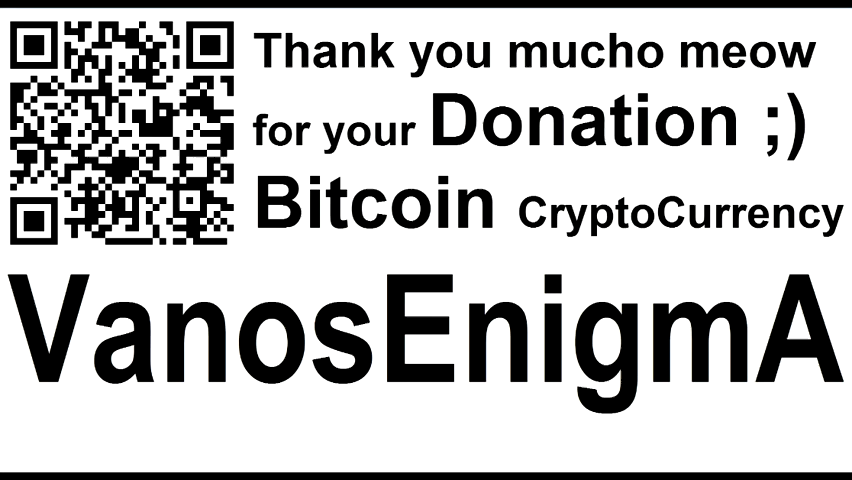 Thank you mucho meow
for your Donation ;)
Bitcoin CryptoCurrency
VanosEnigmA